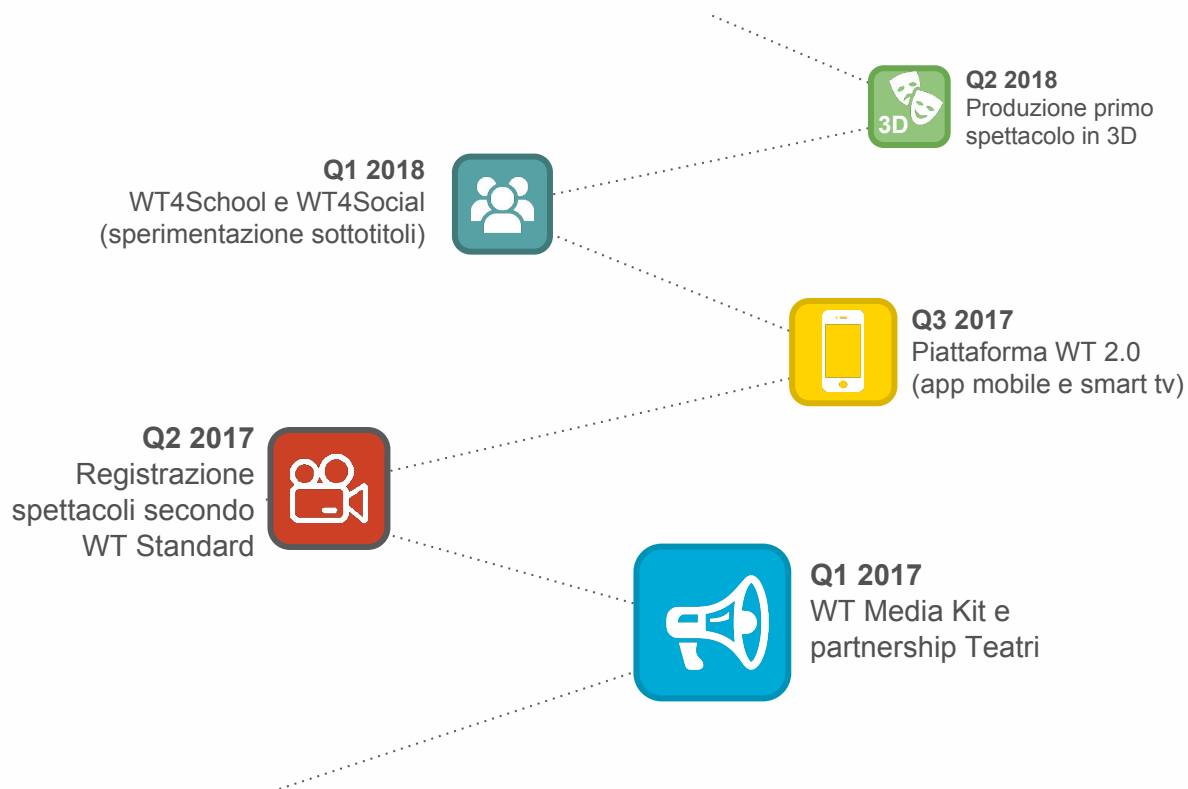 Q2 2018
Produzione primo
spettacolo in 3D
3D
Q1 2018
WT4School e WT4Social
(sperimentazione sottotitoli)
Q3 2017
Piattaforma WT 2.0
(app mobile e smart tv)
Q2 2017
Registrazione
spettacoli secondo
WT Standard
Q1 2017
WT Media Kit e
partnership Teatri